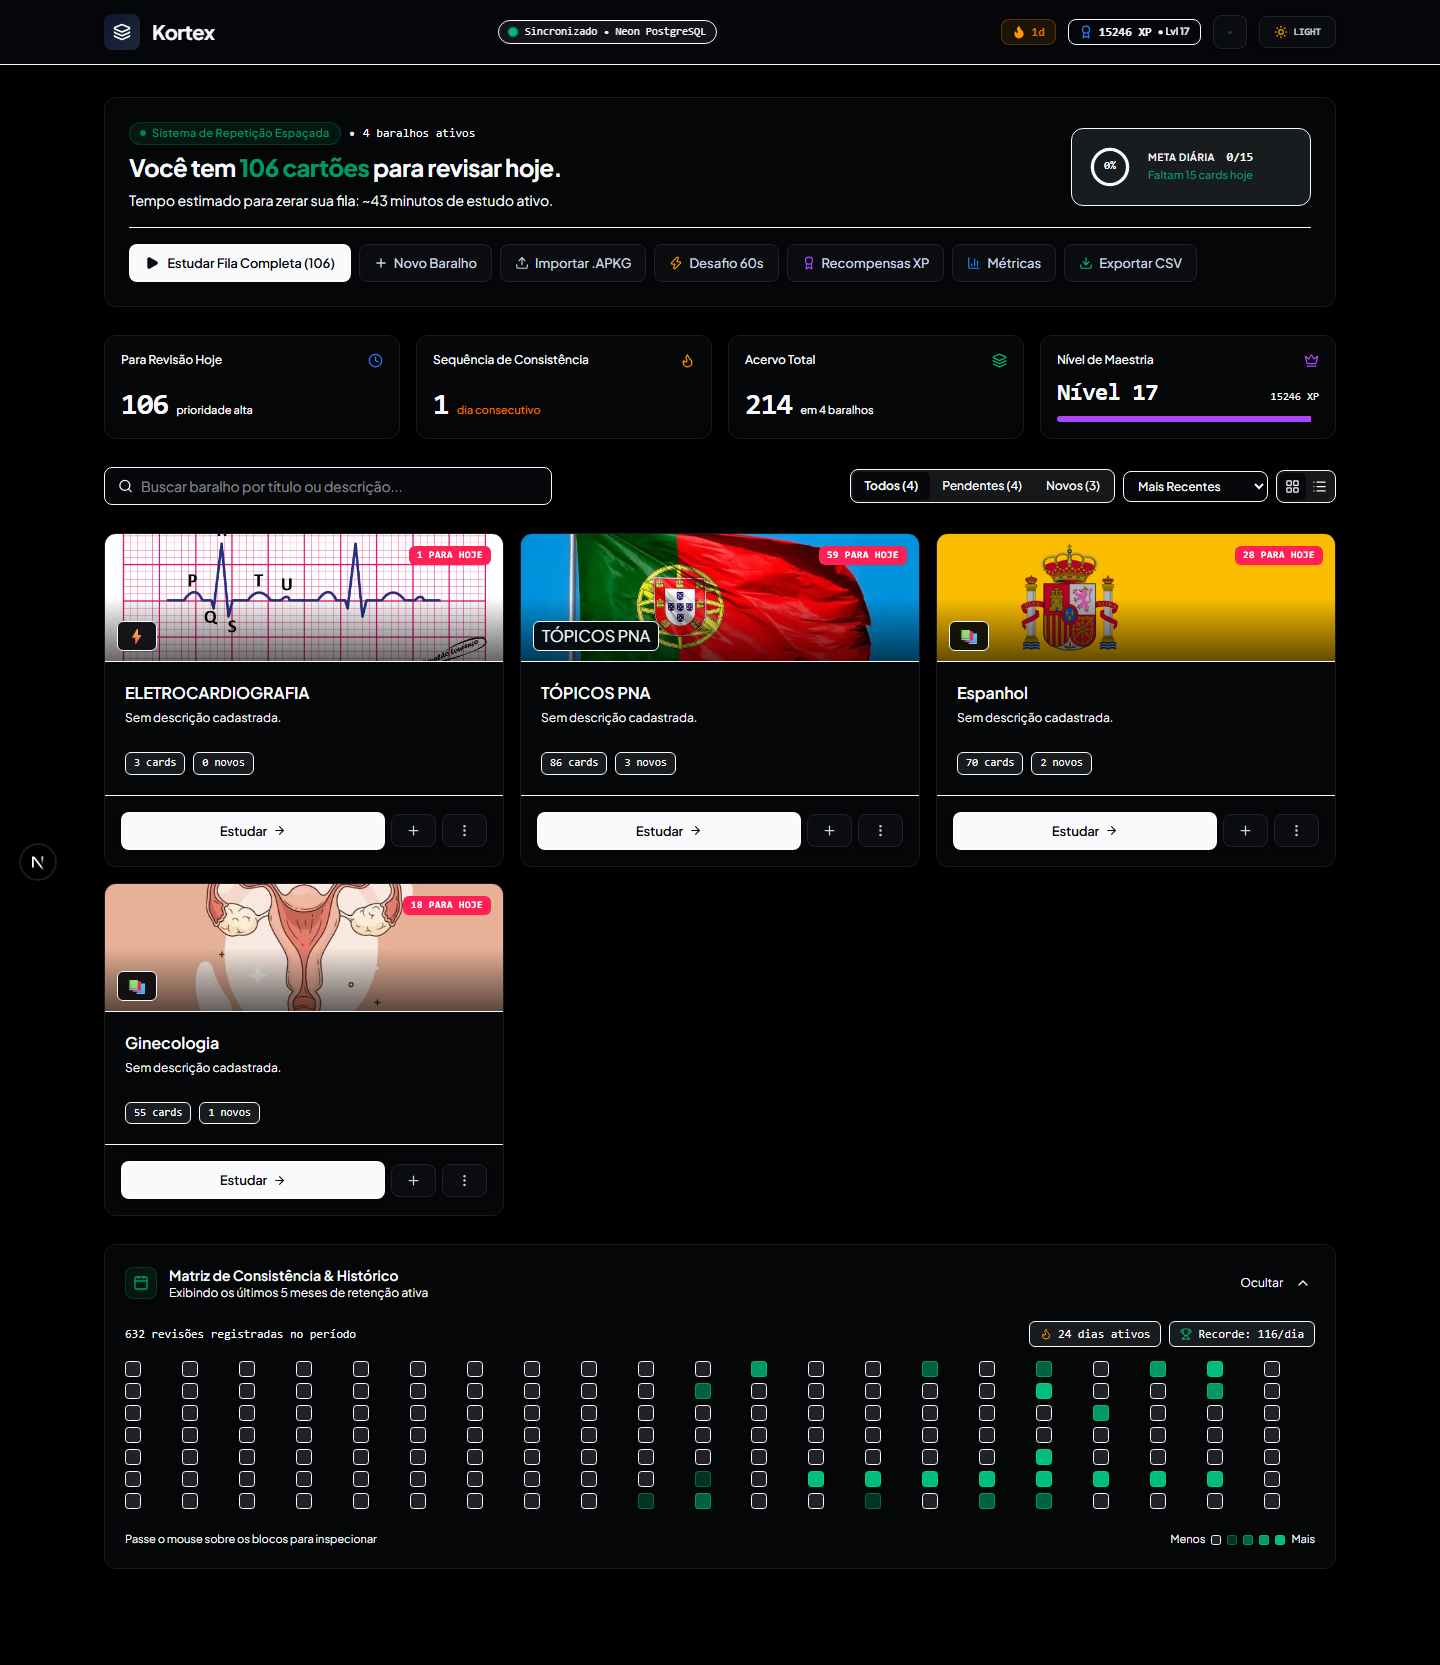 Kortex
Sincronizado • Neon PostgreSQL
1d
15246 XP • Lvl 17
LIGHT
Sistema de Repetição Espaçada • 4 baralhos ativos
Você tem 106 cartões para revisar hoje.
Tempo estimado para zerar sua fila: ~43 minutos de estudo ativo.
0%
META DIÁRIA 0/15
Faltam 15 cards hoje
Estudar Fila Completa (106)
Novo Baralho
Importar .APKG
Desafio 60s
Recompensas XP
Métricas
Exportar CSV
Para Revisão Hoje
106 prioridade alta
Sequência de Consistência
1 dia consecutivo
Acervo Total
214 em 4 baralhos
Nível de Maestria
Nível 17
15246 XP
Buscar baralho por título ou descrição...
Todos (4)
Pendentes (4)
Novos (3)
Mais Recentes
1 PARA HOJE
P
Q
S
T
U
ELETROCARDIOGRAFIA
Sem descrição cadastrada.
3 cards
0 novos
Estudar →
59 PARA HOJE
TÓPICOS PNA
TÓPICOS PNA
Sem descrição cadastrada.
86 cards
3 novos
Estudar →
28 PARA HOJE
Espanhol
Sem descrição cadastrada.
70 cards
2 novos
Estudar →
18 PARA HOJE
Ginecologia
Sem descrição cadastrada.
55 cards
1 novos
Estudar →
Matriz de Consistência & Histórico
Exibindo os últimos 5 meses de retenção ativa
Ocultar
632 revisões registradas no período
24 dias ativos
Recorde: 116/dia
Passe o mouse sobre os blocos para inspecionar
Menos
Mais